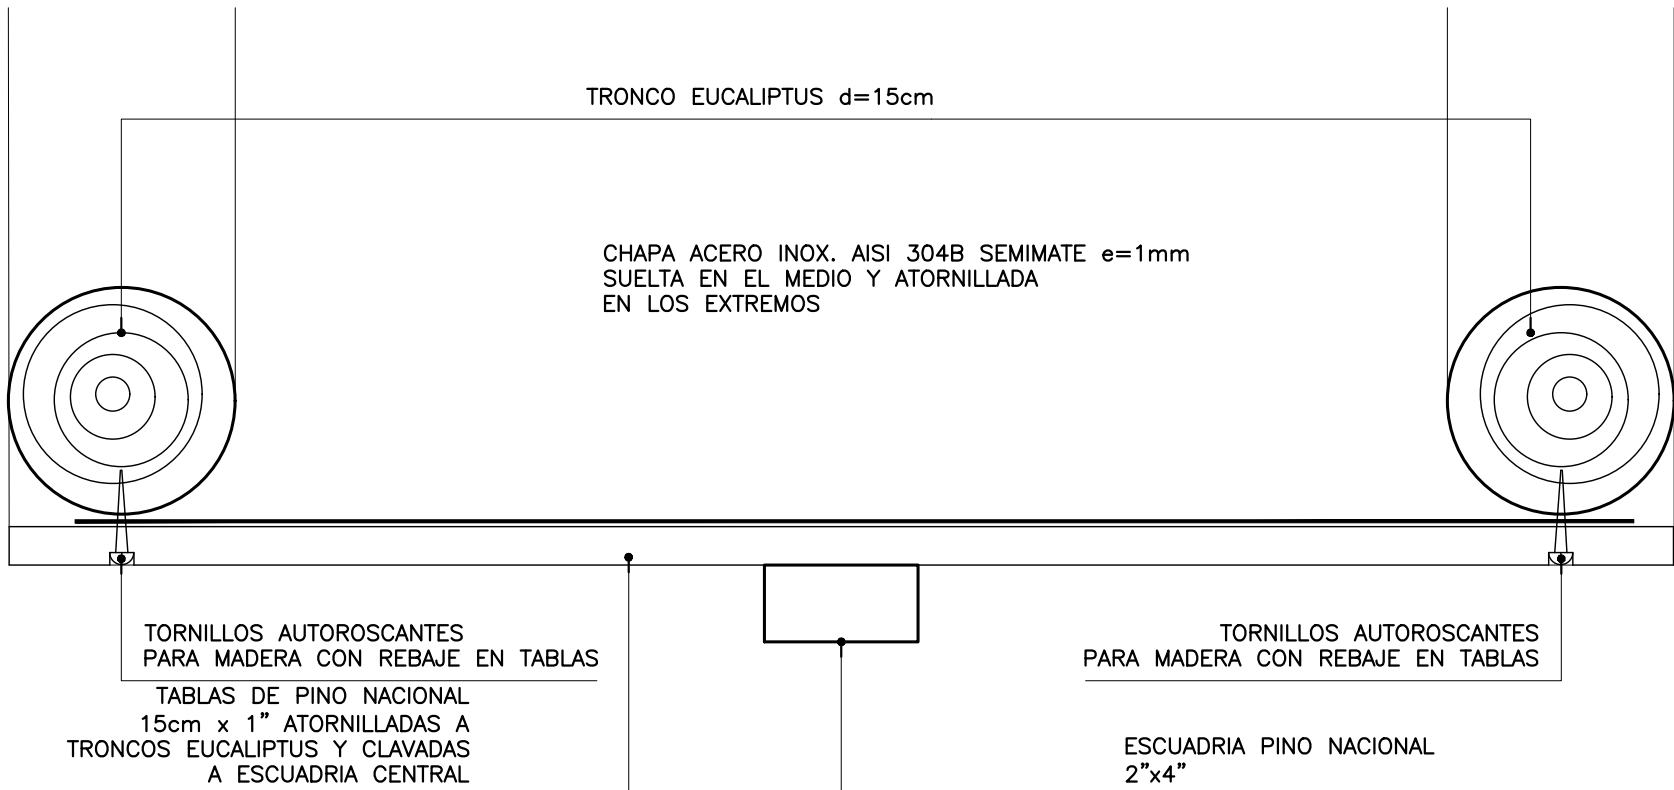 TRONCO EUCALIPTUS d=15cm
CHAPA ACERO INOX. AISI 304B SEMIMATE e=1mm
SUELTA EN EL MEDIO Y ATORNILLADA
EN LOS EXTREMOS
TORNILLOS AUTOROSCANTES
PARA MADERA CON REBAJE EN TABLAS
TORNILLOS AUTOROSCANTES
PARA MADERA CON REBAJE EN TABLAS
TABLAS DE PINO NACIONAL
15cm x 1” ATORNILLADAS A
TRONCOS EUCALIPTUS Y CLAVADAS
A ESCUADRIA CENTRAL
ESCUADRIA PINO NACIONAL
2”x4”